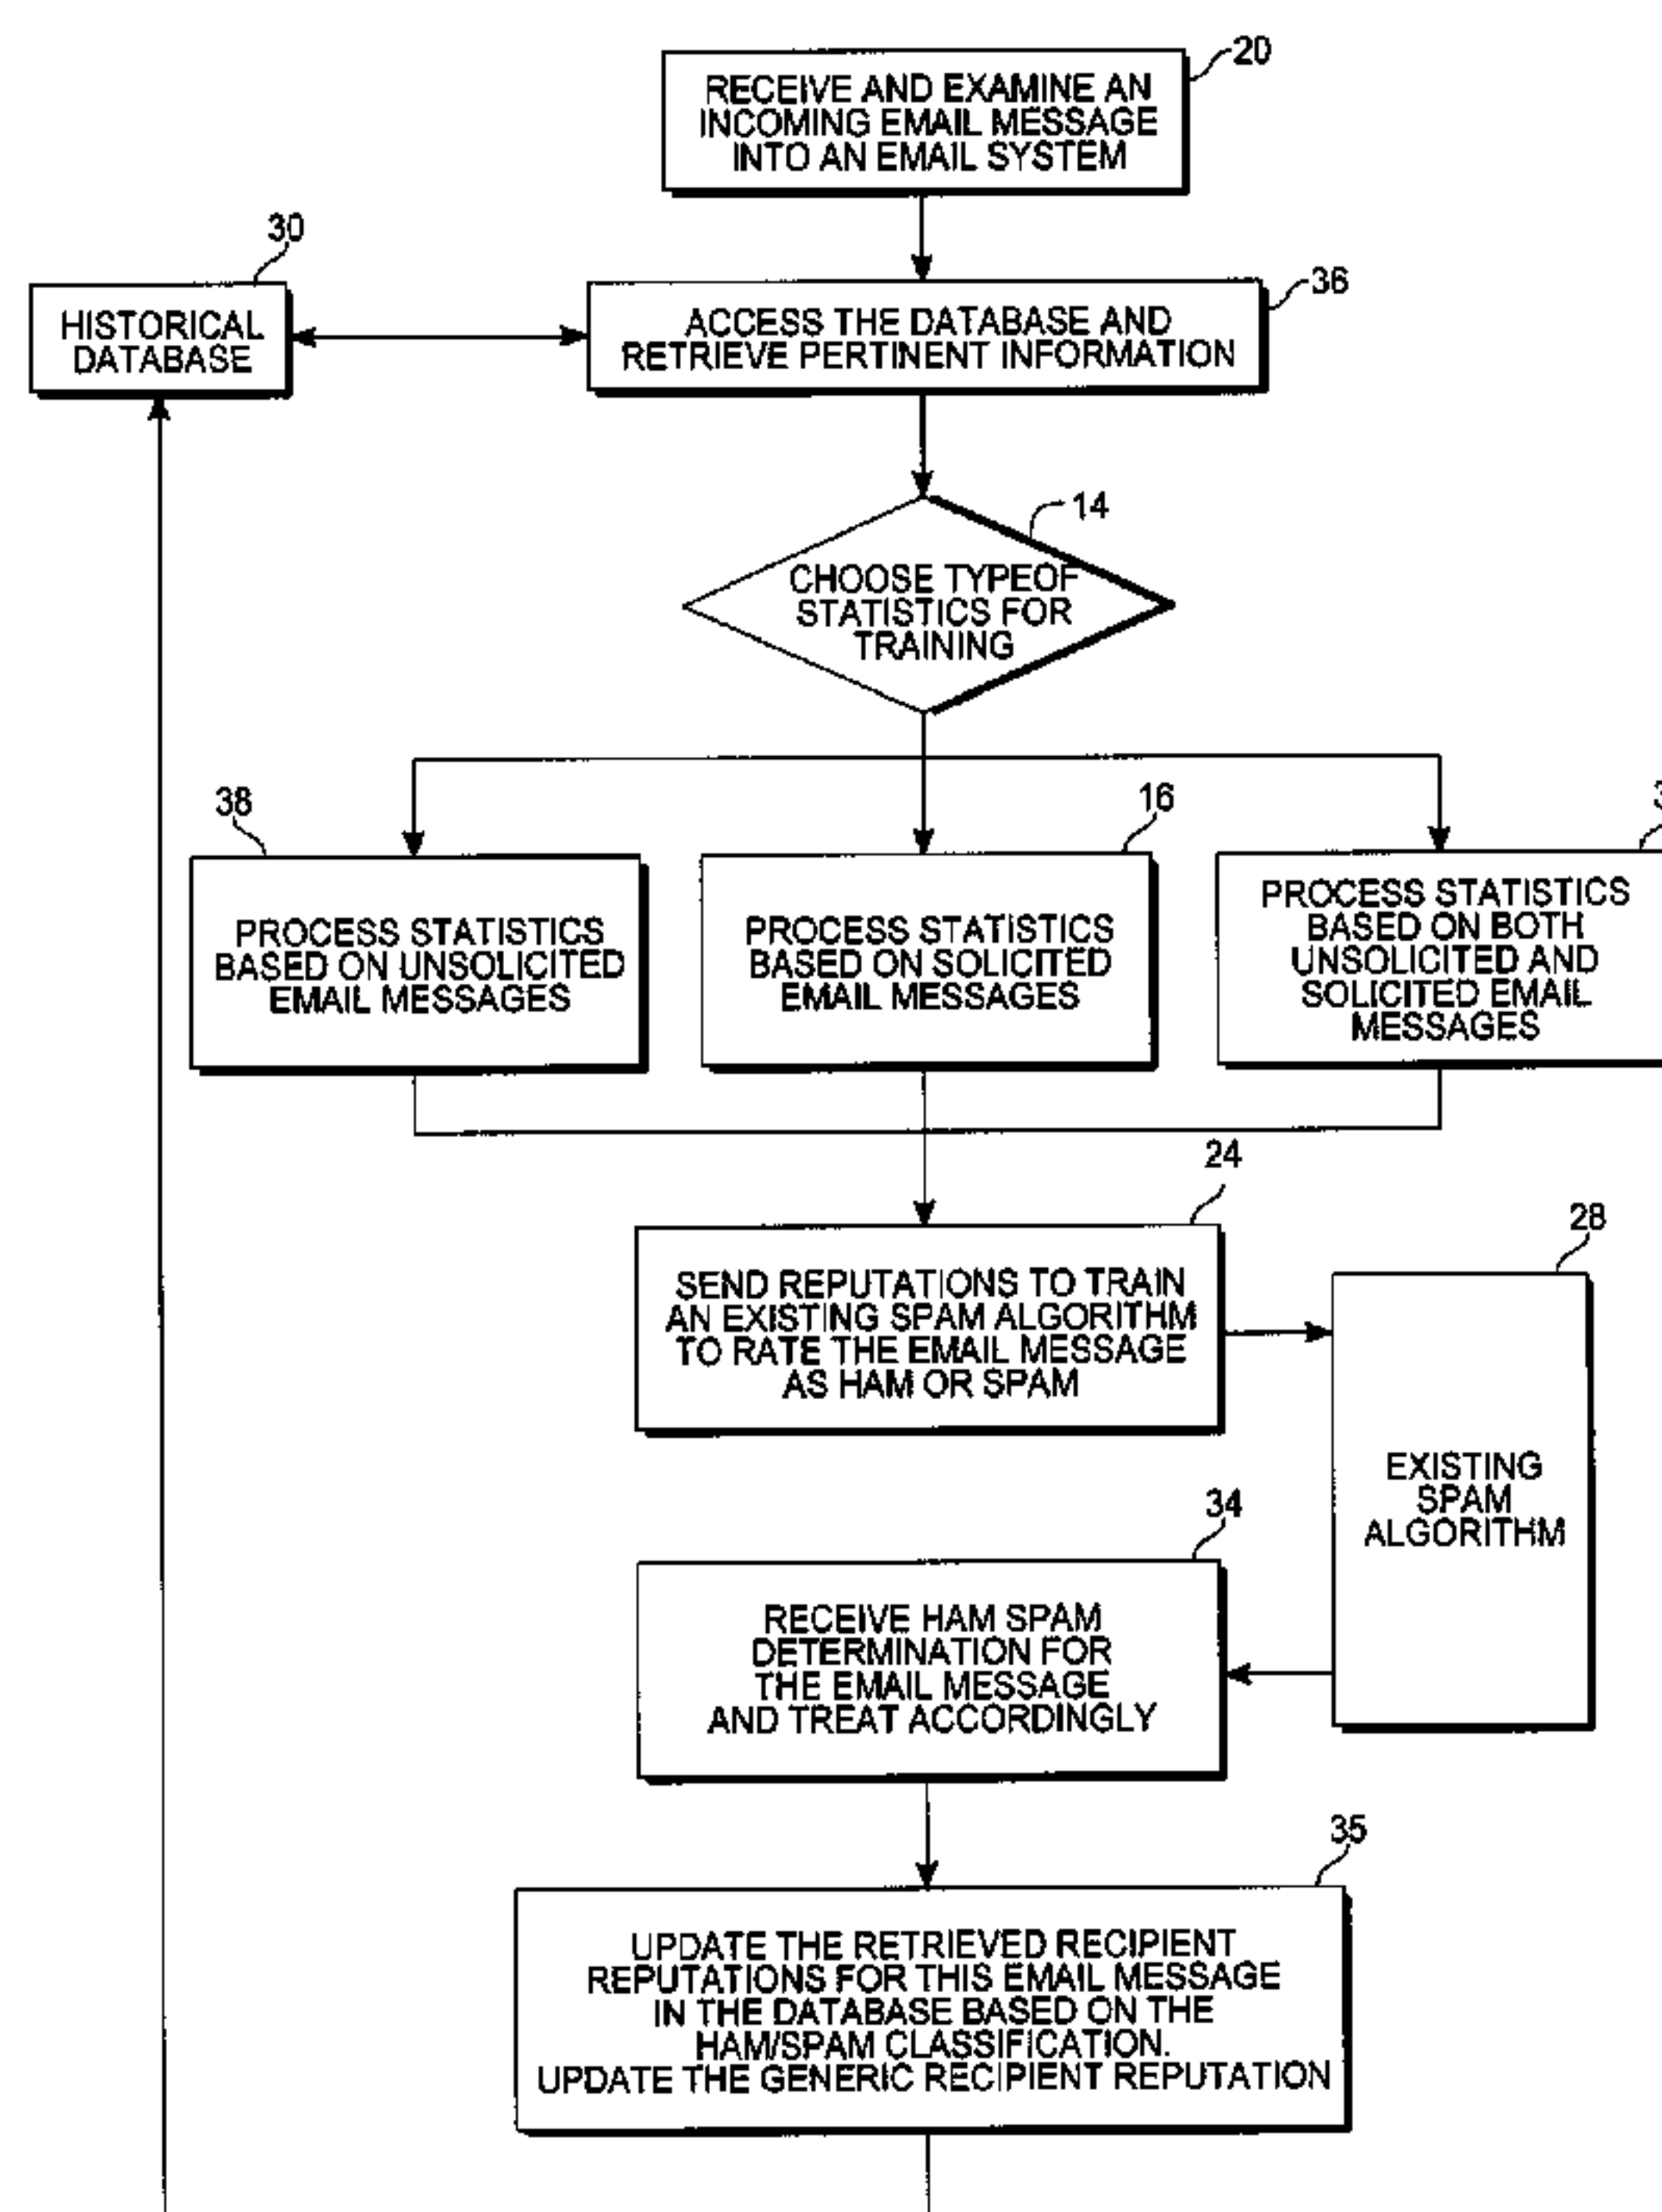 20
RECEIVE AND EXAMINE AN
INCOMING EMAIL MESSAGE
INTO AN EMAIL SYSTEM
30
HISTORICAL
DATABASE
36
ACCESS THE DATABASE AND
RETRIEVE PERTINENT INFORMATION
14
CHOOSE TYPEOF
STATISTICS FOR
TRAINING
38
PROCESS STATISTICS
BASED ON UNSOLICITED
EMAIL MESSAGES
16
PROCESS STATISTICS
BASED ON SOLICITED
EMAIL MESSAGES
PROCESS STATISTICS
BASED ON BOTH
UNSOLICITED AND
SOLICITED EMAIL
MESSAGES
24
SEND REPUTATIONS TO TRAIN
AN EXISTING SPAM ALGORITHM
TO RATE THE EMAIL MESSAGE
AS HAM OR SPAM
28
EXISTING
SPAM
ALGORITHM
34
RECEIVE HAM SPAM
DETERMINATION FOR
THE EMAIL MESSAGE
AND TREAT ACCORDINGLY
35
UPDATE THE RETRIEVED RECIPIENT
REPUTATIONS FOR THIS EMAIL MESSAGE
IN THE DATABASE BASED ON THE
HAM/SPAM CLASSIFICATION.
UPDATE THE GENERIC RECIPIENT REPUTATION